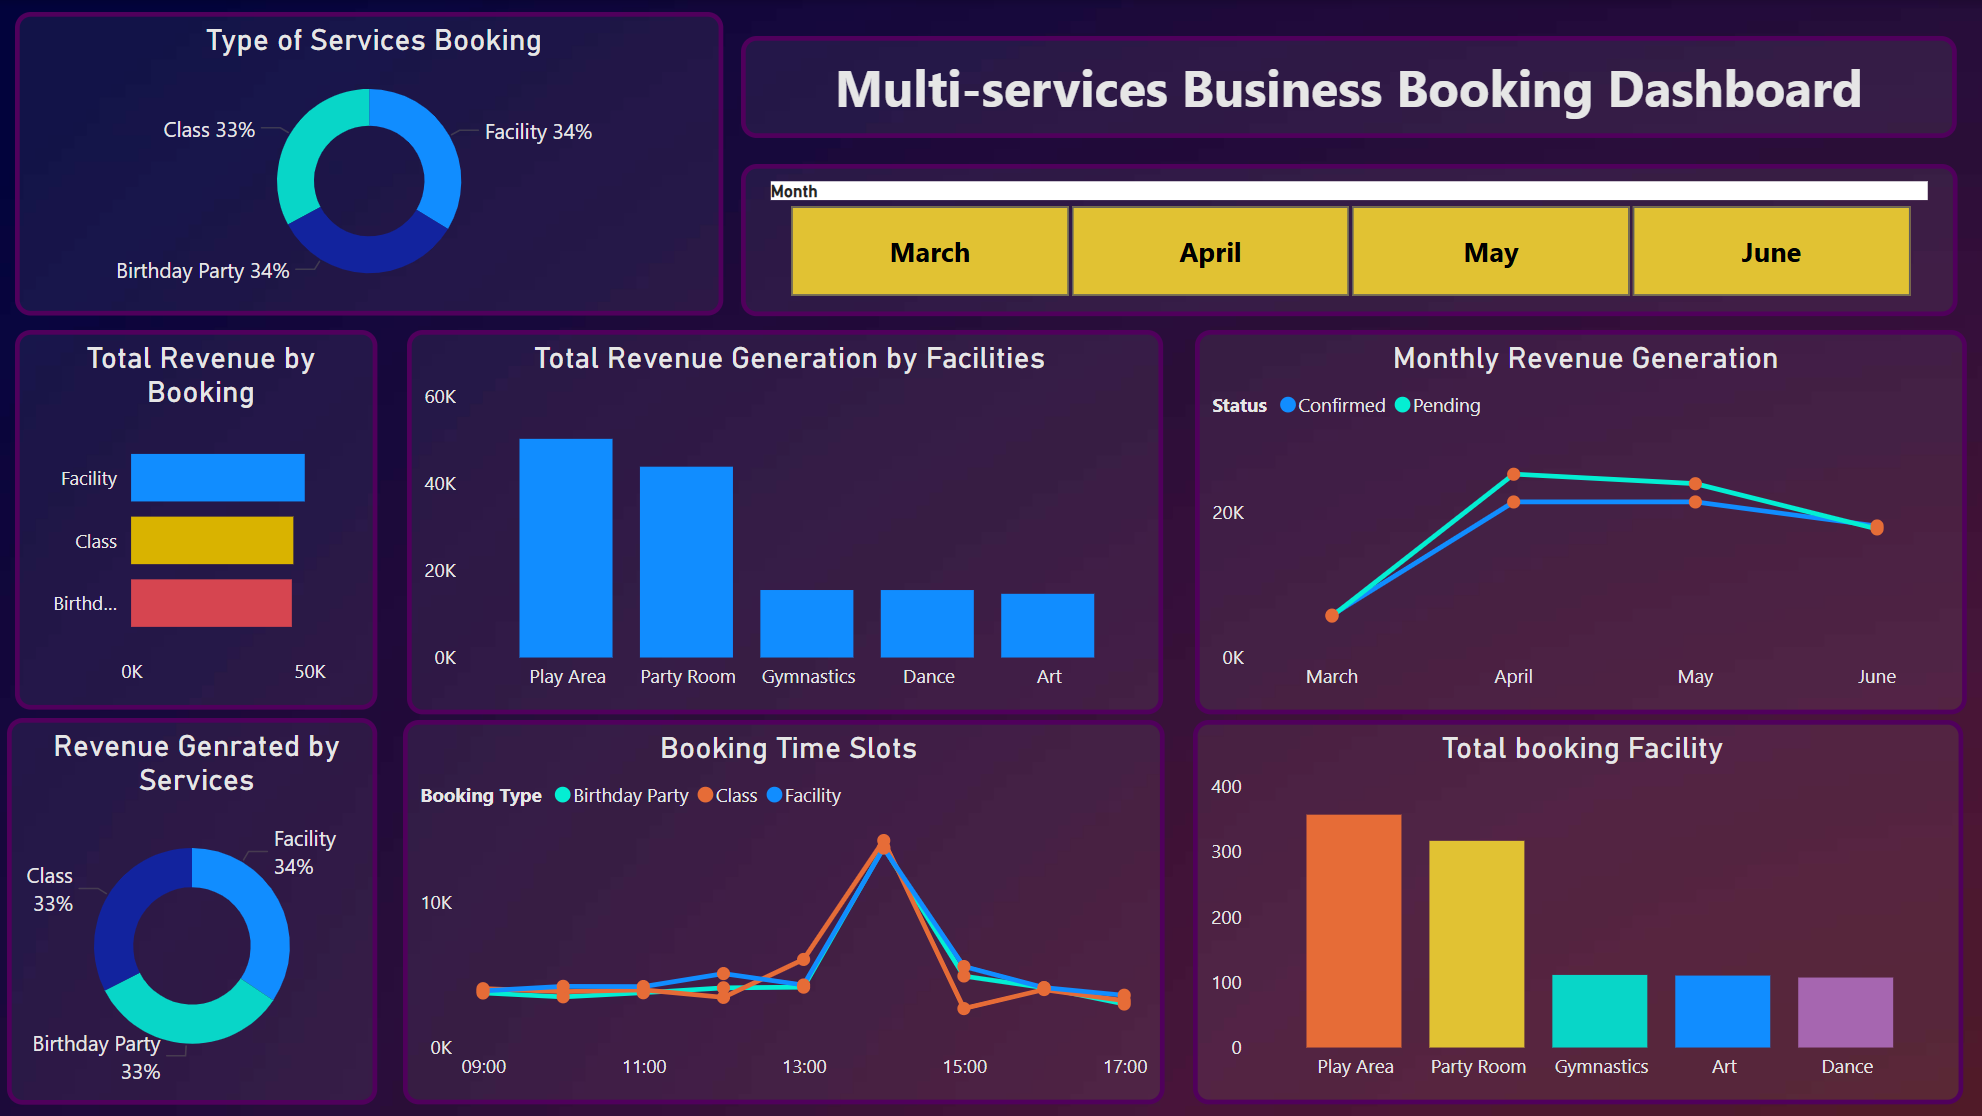 Type of Services Booking
Class 33%
Facility 34%
Birthday Party 34%
Multi-services Business Booking Dashboard
Month
March
April
May
June
Total Revenue by
Booking
Facility
Class
Birthd...
0K
50K
Total Revenue Generation by Facilities
60K
40K
20K
0K
Play Area
Party Room
Gymnastics
Dance
Art
Monthly Revenue Generation
Status Confirmed Pending
20K
0K
March
April
May
June
Revenue Genrated by
Services
Facility
34%
Class
33%
Birthday Party
33%
Booking Time Slots
Booking Type Birthday Party Class Facility
10K
0K
09:00
11:00
13:00
15:00
17:00
Total booking Facility
400
300
200
100
0
Play Area
Party Room
Gymnastics
Art
Dance